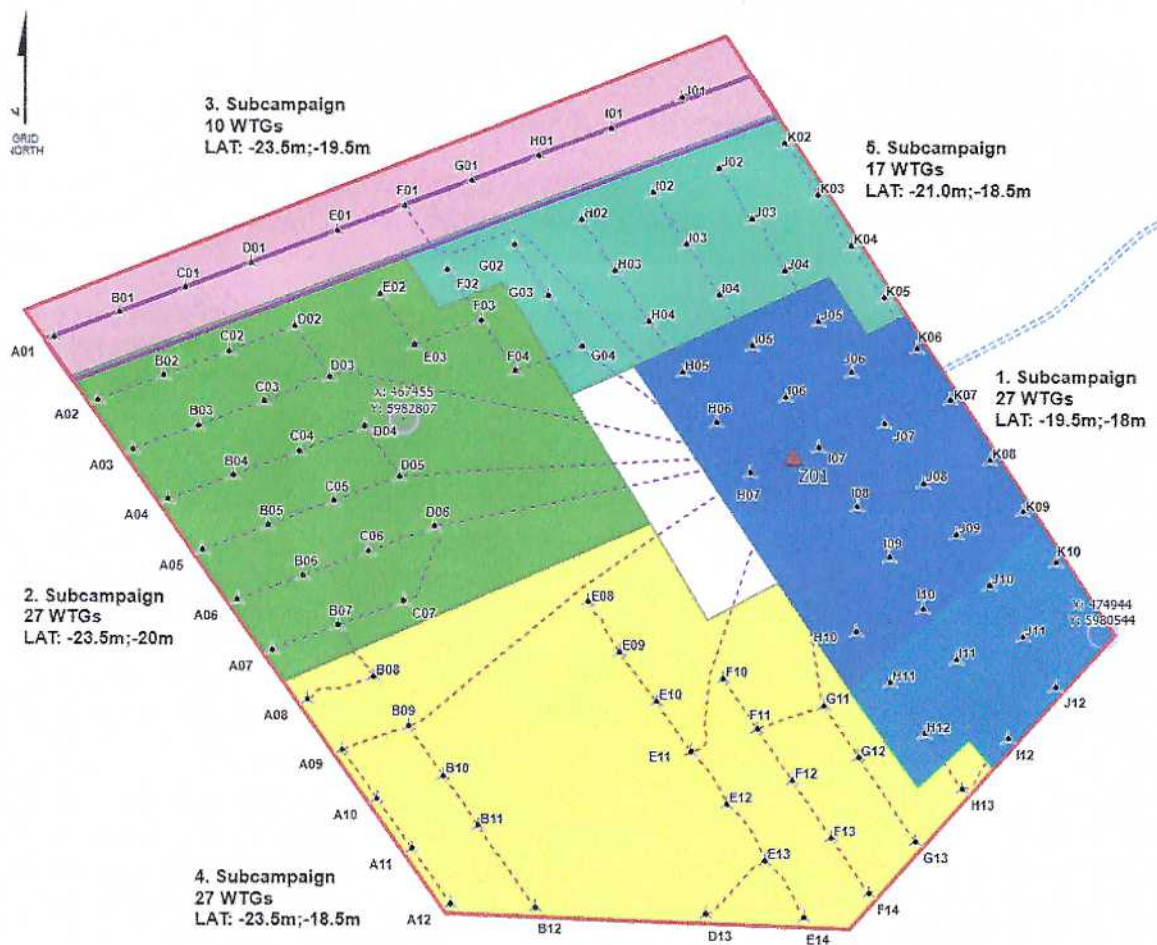 GRID
NORTH
3. Subcampaign
10 WTGs
LAT: -23.5m;-19.5m
5. Subcampaign
17 WTGs
LAT: -21.0m;-18.5m
1. Subcampaign
27 WTGs
LAT: -19.5m;-18m
2. Subcampaign
27 WTGs
LAT: -23.5m;-20m
4. Subcampaign
27 WTGs
LAT: -23.5m;-18.5m
A01
B01
C01
D01
E01
F01
G01
H01
I01
J01
A02
B02
C02
D02
E02
F02
G02
H02
I02
J02
K02
A03
B03
C03
D03
E03
F03
G03
H03
I03
J03
K03
X: 467455
Y: 5982807
A04
B04
C04
D04
F04
G04
H04
I04
J04
K04
A05
B05
C05
D05
H05
I05
J05
K05
A06
B06
C06
D06
H06
I06
J06
K06
A07
B07
C07
H07
I07
J07
K07
Z01
A08
B08
E08
I08
J08
K08
A09
B09
E09
I09
J09
K09
A10
B10
E10
F10
H10
I10
J10
K10
X: 474944
Y: 5980544
A11
B11
E11
F11
G11
H11
I11
J11
A12
B12
E12
F12
G12
H12
I12
J12
D13
E13
F13
G13
H13
E14
F14